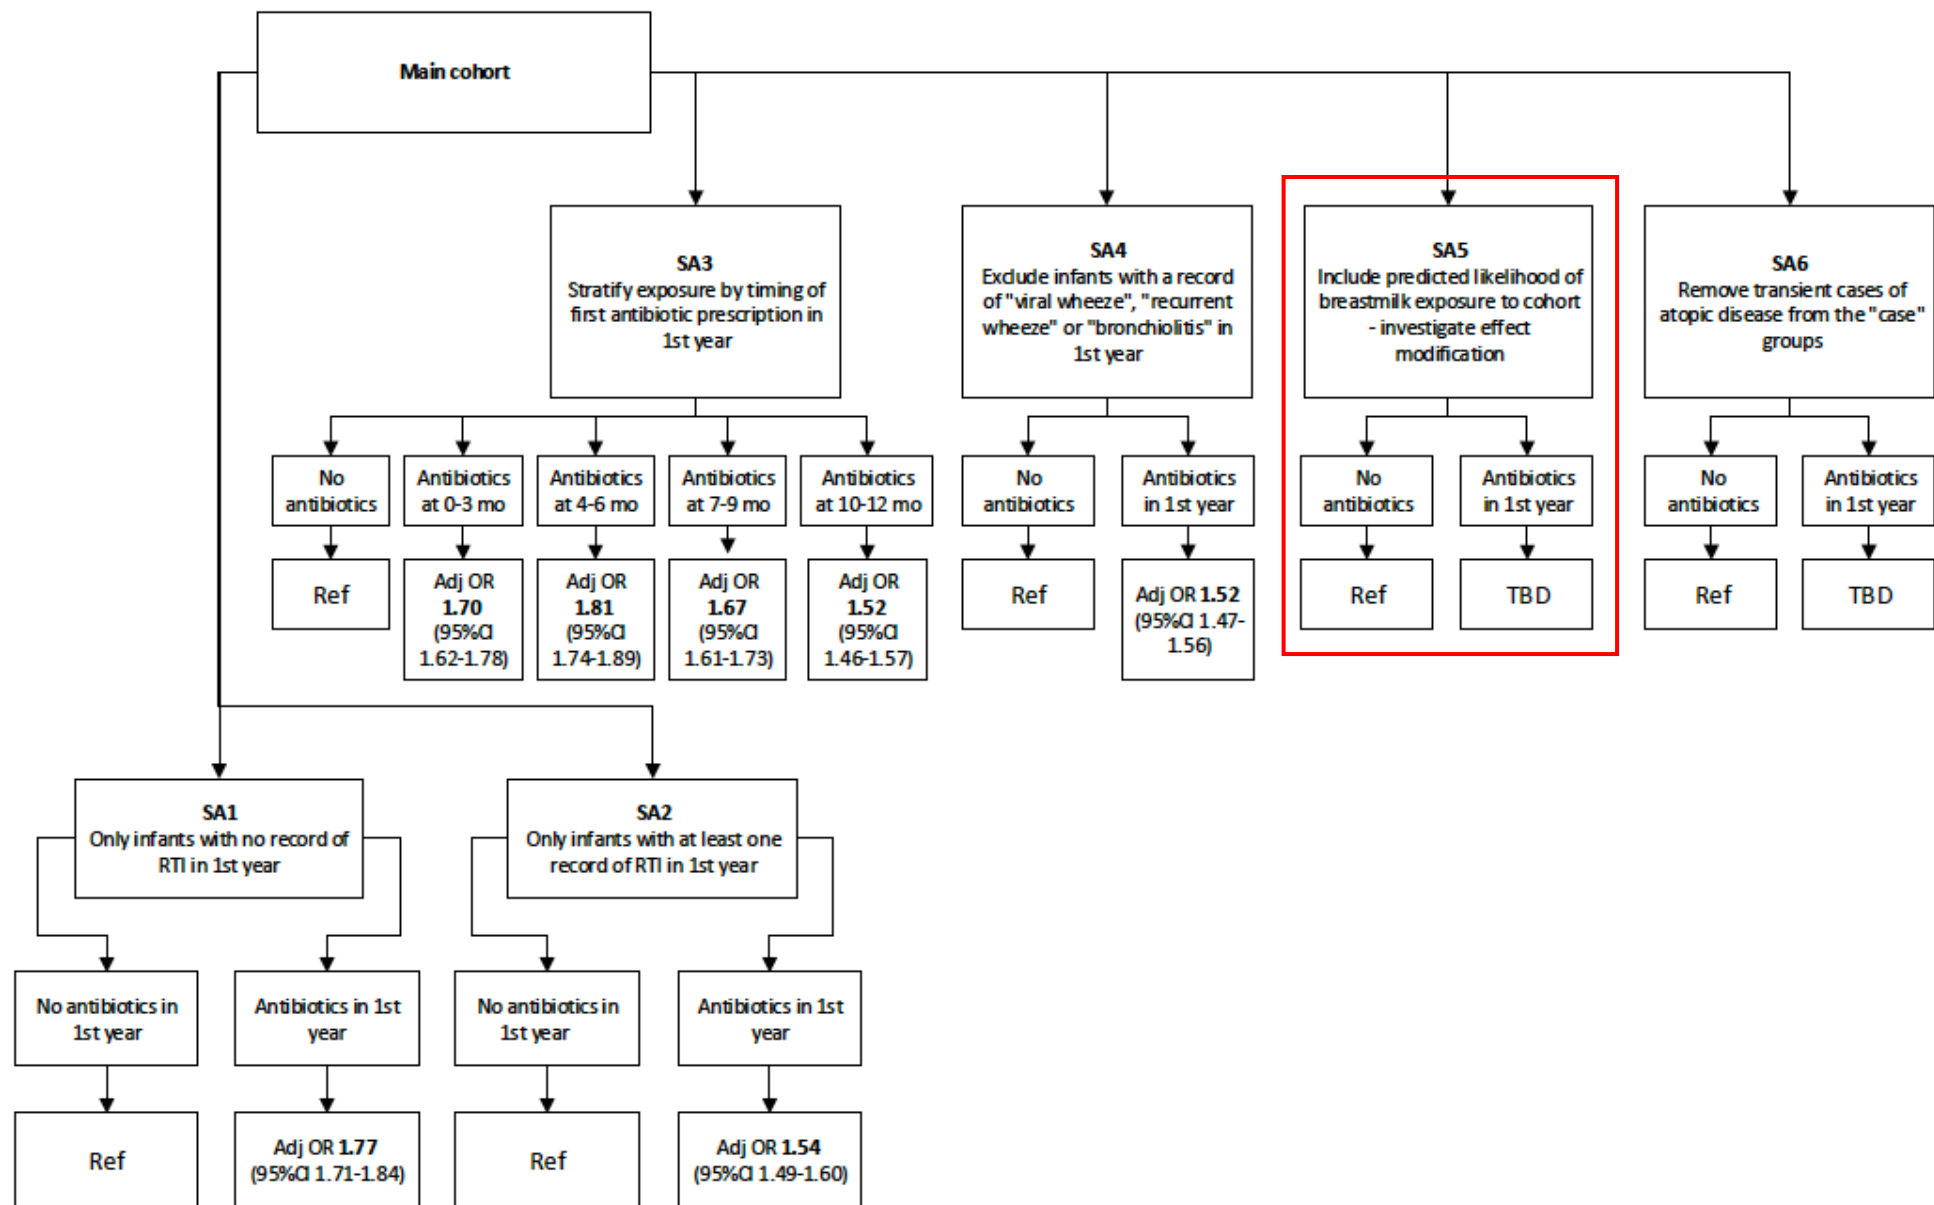 Main cohort
SA3
Stratify exposure by timing of
first antibiotic prescription in
1st year
SA4
Exclude infants with a record
of "viral wheeze", "recurrent
wheeze" or "bronchiolitis" in
1st year
SA5
Include predicted likelihood of
breastmilk exposure to cohort
- investigate effect
modification
SA6
Remove transient cases of
atopic disease from the "case"
groups
No
antibiotics
Antibiotics
at 0-3 mo
Antibiotics
at 4-6 mo
Antibiotics
at 7-9 mo
Antibiotics
at 10-12 mo
No
antibiotics
Antibiotics
in 1st year
No
antibiotics
Antibiotics
in 1st year
No
antibiotics
Antibiotics
in 1st year
Ref
Adj OR
1.70
(95%CI
1.62-1.78)
Adj OR
1.81
(95%CI
1.74-1.89)
Adj OR
1.67
(95%CI
1.61-1.73)
Adj OR
1.52
(95%CI
1.46-1.57)
Ref
Adj OR 1.52
(95%CI 1.47-
1.56)
Ref
TBD
Ref
TBD
SA1
Only infants with no record of
RTI in 1st year
SA2
Only infants with at least one
record of RTI in 1st year
No antibiotics in
1st year
Antibiotics in 1st
year
No antibiotics in
1st year
Antibiotics in 1st
year
Ref
Adj OR 1.77
(95%CI 1.71-1.84)
Ref
Adj OR 1.54
(95%CI 1.49-1.60)